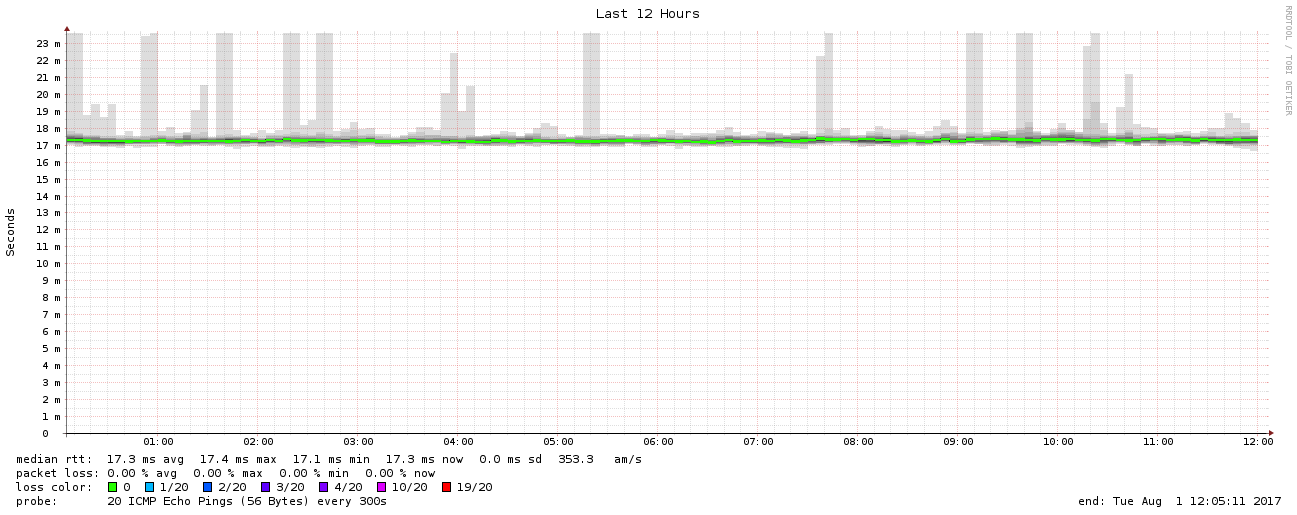 Last 12 Hours
RRDTOOL / TOBI OETIKER
Seconds
23 m
22 m
21 m
20 m
19 m
18 m
17 m
16 m
15 m
14 m
13 m
12 m
11 m
10 m
9 m
8 m
7 m
6 m
5 m
4 m
3 m
2 m
1 m
0
01:00 02:00 03:00 04:00 05:00 06:00 07:00 08:00 09:00 10:00 11:00 12:00
median rtt: 17.3 ms avg 17.4 ms max 17.1 ms min 17.3 ms now 0.0 ms sd 353.3 am/s
packet loss: 0.00 % avg 0.00 % max 0.00 % min 0.00 % now
loss color: 0 1/20 2/20 3/20 4/20 10/20 19/20
probe: 20 ICMP Echo Pings (56 Bytes) every 300s end: Tue Aug 1 12:05:11 2017